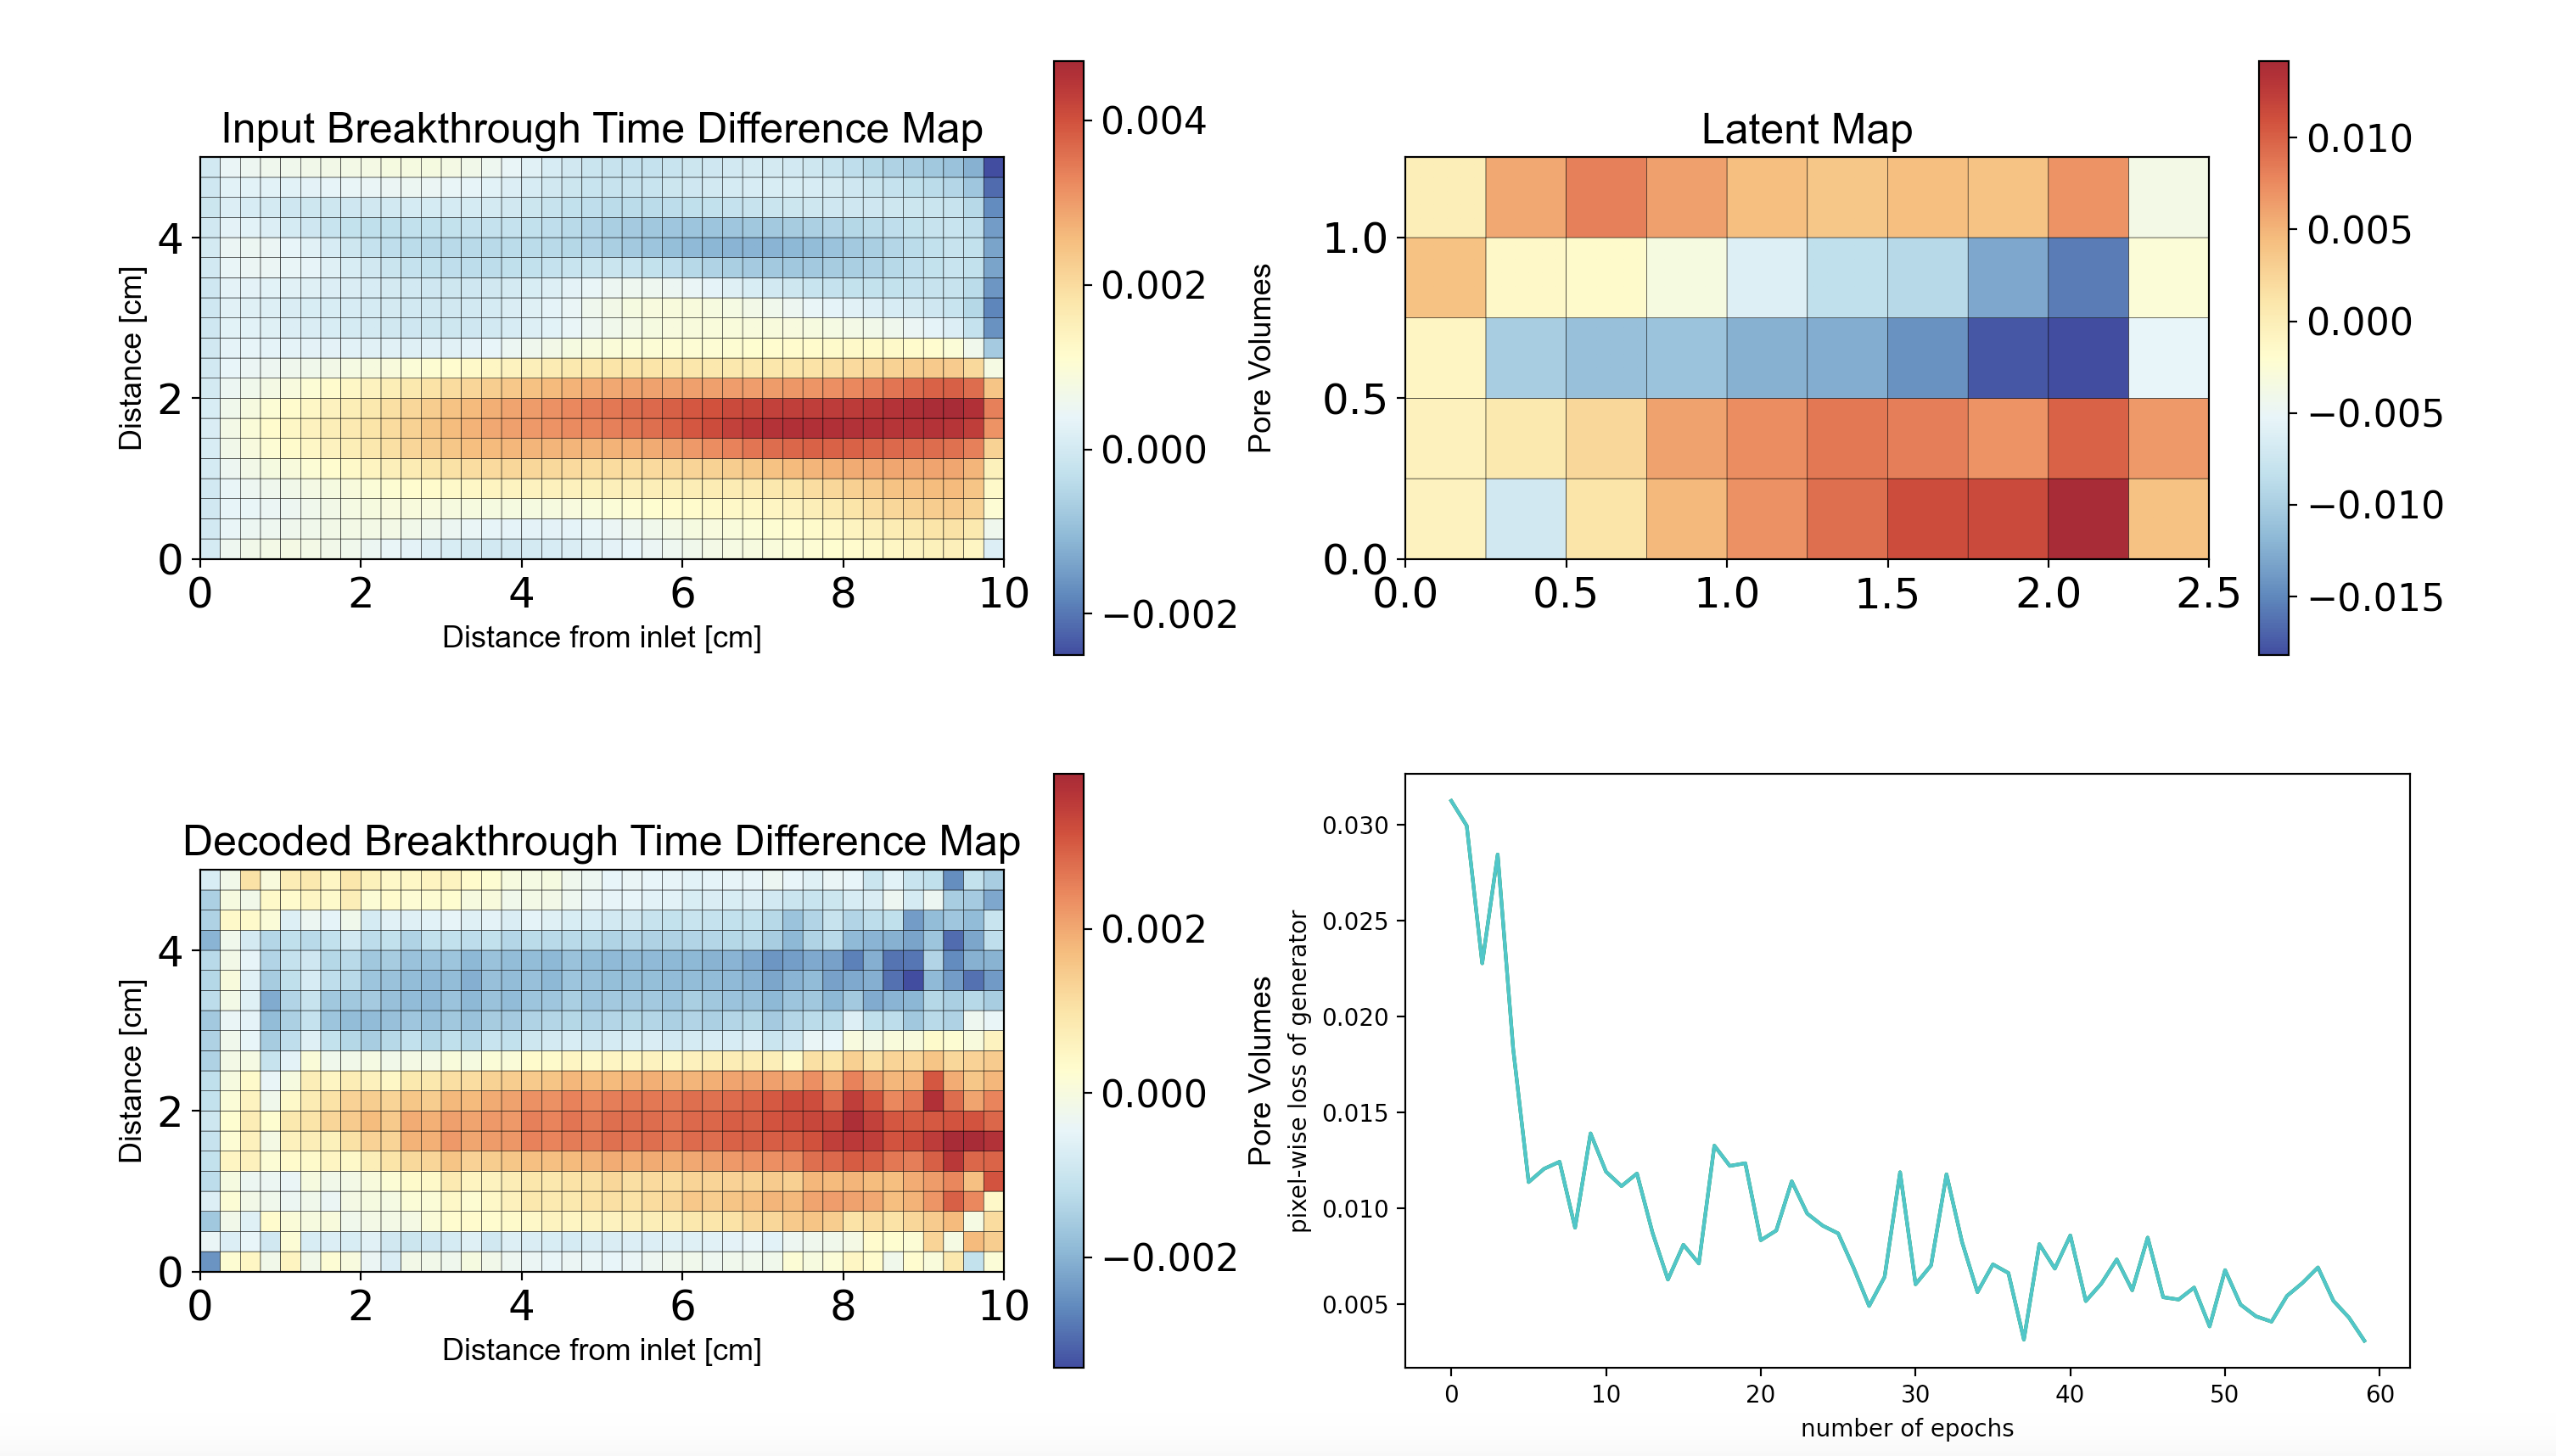 Input Breakthrough Time Difference Map
Distance [cm]
4
2
0
0 2 4 6 8 10
Distance from inlet [cm]
0.004
0.002
0.000
−0.002
Pore Volumes
Latent Map
1.0
0.5
0.0
0.0 0.5 1.0 1.5 2.0 2.5
0.010
0.005
0.000
−0.005
−0.010
−0.015
Decoded Breakthrough Time Difference Map
Distance [cm]
4
2
0
0 2 4 6 8 10
Distance from inlet [cm]
0.002
0.000
−0.002
Pore Volumes
pixel-wise loss of generator
0.030
0.025
0.020
0.015
0.010
0.005
0 10 20 30 40 50 60
number of epochs